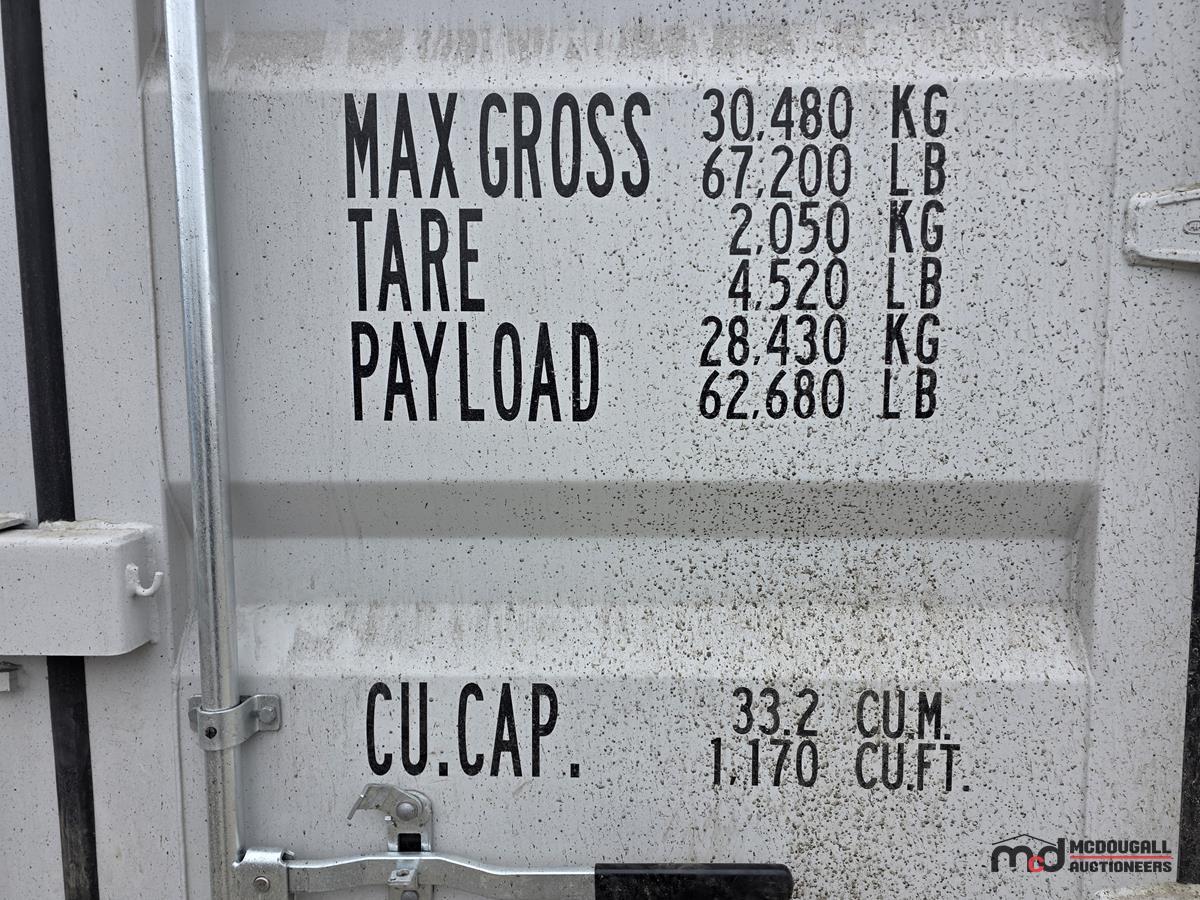 MAX GROSS 30,480 KG
67,200 LB
TARE 2,050 KG
4,520 LB
PAYLOAD 28,430 KG
62,680 LB
CU.CAP. 33.2 CU.M.
1,170 CU.FT.
mcd MCDOUGALL
AUCTIONEERS